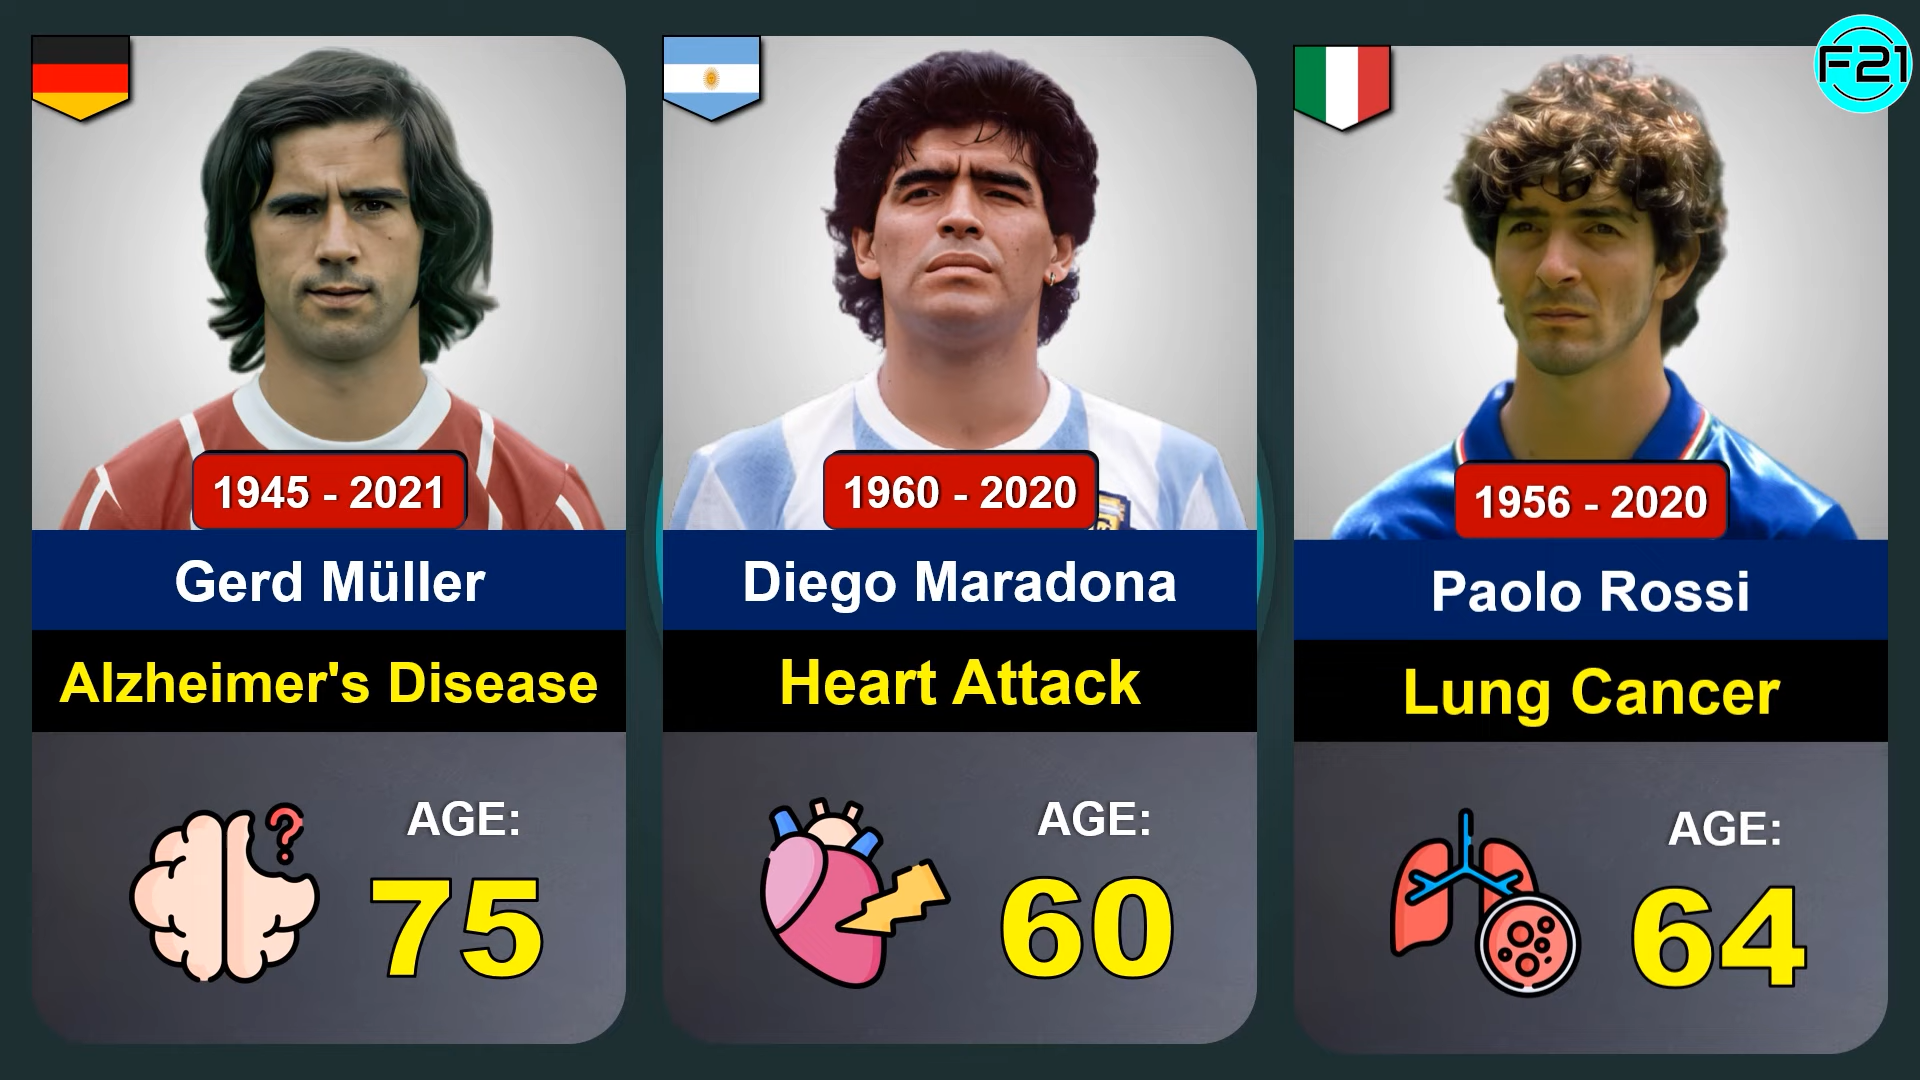 F21
1945 - 2021
Gerd Müller
Alzheimer's Disease
AGE:
75
1960 - 2020
Diego Maradona
Heart Attack
AGE:
60
1956 - 2020
Paolo Rossi
Lung Cancer
AGE:
64